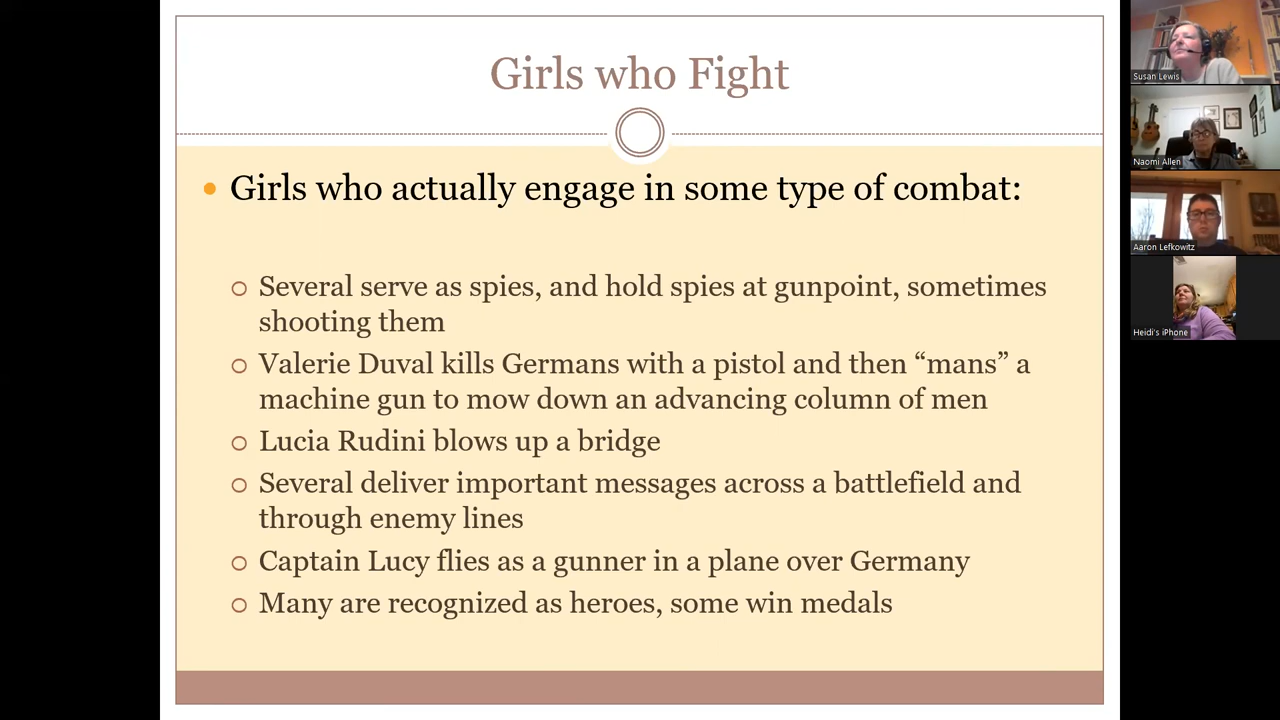 Girls who Fight
Girls who actually engage in some type of combat:
Several serve as spies, and hold spies at gunpoint, sometimes
shooting them
Valerie Duval kills Germans with a pistol and then “mans” a
machine gun to mow down an advancing column of men
Lucia Rudini blows up a bridge
Several deliver important messages across a battlefield and
through enemy lines
Captain Lucy flies as a gunner in a plane over Germany
Many are recognized as heroes, some win medals
Susan Lewis
Naomi Allen
Aaron Lefkowitz
Heidi's iPhone